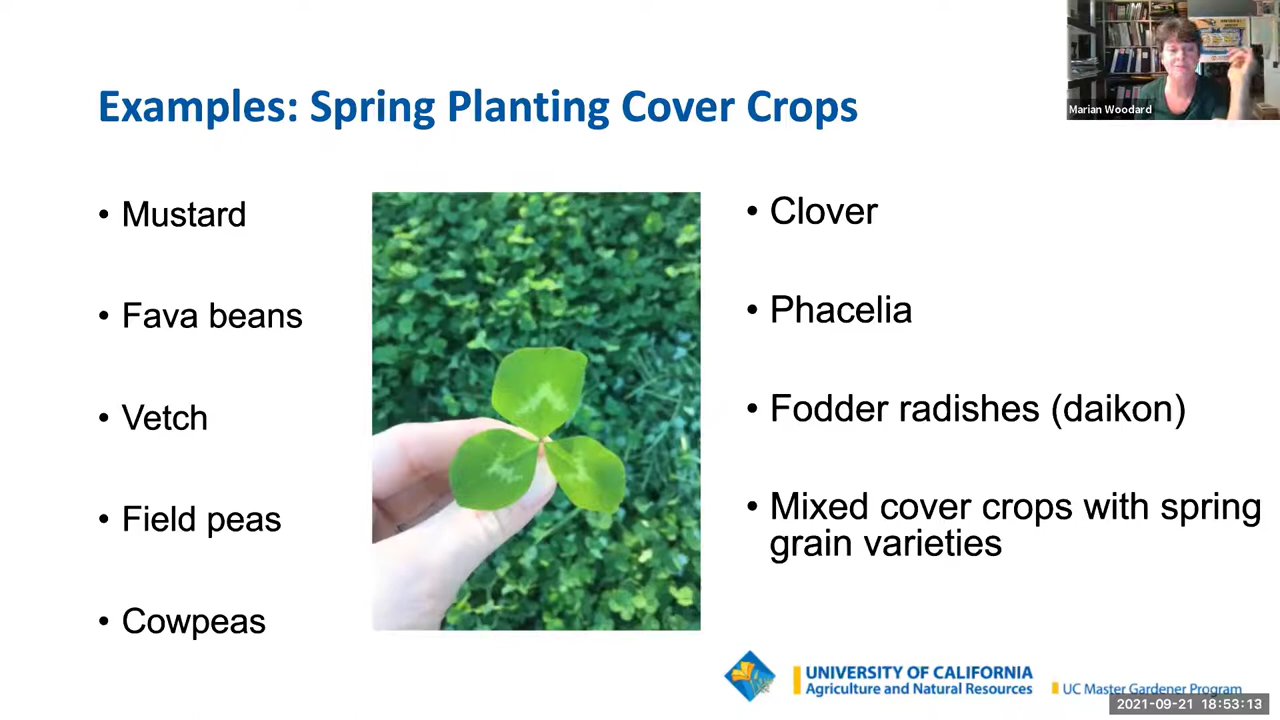 Examples: Spring Planting Cover Crops
Marian Woodard
• Mustard
• Fava beans
• Vetch
• Field peas
• Cowpeas
• Clover
• Phacelia
• Fodder radishes (daikon)
• Mixed cover crops with spring
grain varieties
UNIVERSITY OF CALIFORNIA
Agriculture and Natural Resources
UC Master Gardener Program
2021-09-21 18:53:13